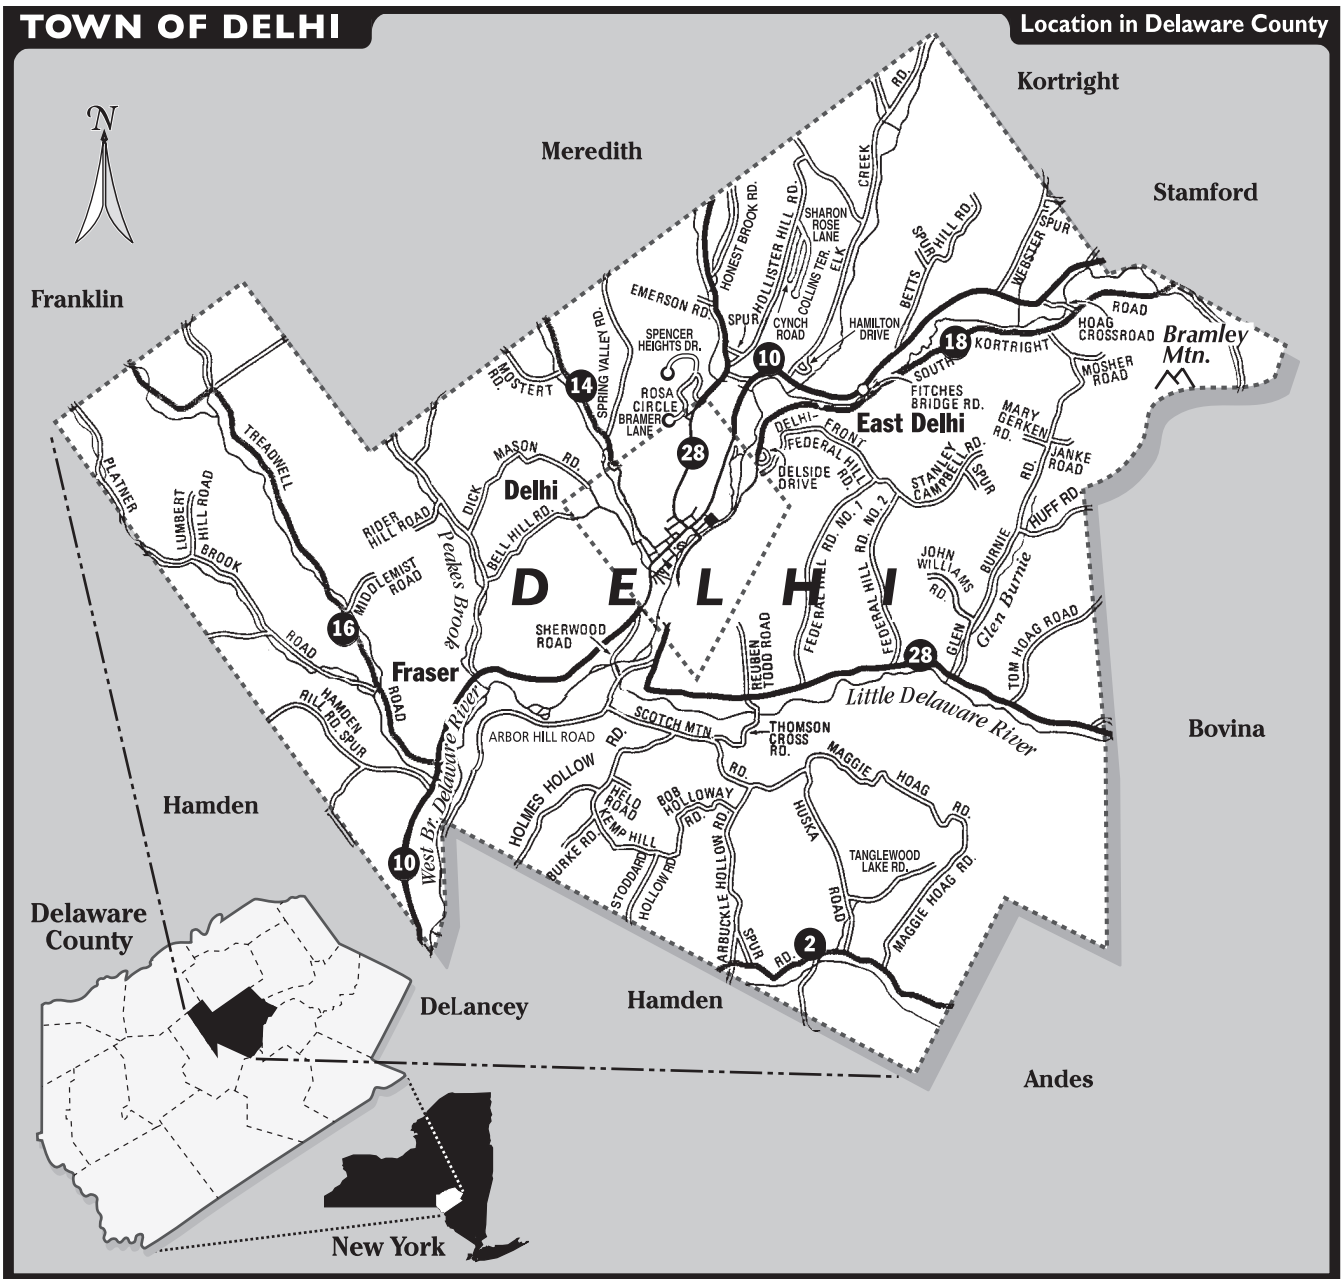 TOWN OF DELHI
Location in Delaware County
Kortright
N
Meredith
Stamford
Franklin
RD.
CREEK
ELK
HONEST BROOK RD.
HOLLISTER HILL RD.
SHARON
ROSE
LANE
COLLINS TER.
BETTS
SPUR
HILL RD.
SPUR
WEBSTER
EMERSON RD.
SPUR
CYNCH
ROAD
HAMILTON
DRIVE
ROAD
HOAG
CROSSROAD
Bramley
Mtn.
SPENCER
HEIGHTS DR.
SPRING VALLEY RD.
MOSTERT
RD.
14
10
18
KORTRIGHT
SOUTH
MOSHER
ROAD
ROSA
CIRCLE
BRAMER
LANE
FITCHES
BRIDGE RD.
East Delhi
MARY
GERKEN
RD.
JANKE
ROAD
28
DELHI-
FRONT
FEDERAL HILL
RD.
DELSIDE
DRIVE
STANLEY
CAMPBELL RD.
SPUR
RD.
HUFF RD.
TREADWELL
PLATNER
LUMBERT
HILL ROAD
BROOK
MASON
RD.
DICK
Delhi
RIDER
HILL ROAD
BELL HILL RD.
Peakes Brook
MIDDLEMIST
ROAD
MAIN
DELHI
FEDERAL HILL RD. NO. 1
FEDERAL HILL RD. NO. 2
JOHN
WILLIAMS
RD.
BURNIE
GLEN
Glen Burnie
TOM HOAG ROAD
16
ROAD
SHERWOOD
ROAD
REUBEN
TODD ROAD
28
Fraser
ROAD
HAMDEN
HILL RD. SPUR
Little Delaware River
West Br. Delaware River
ARBOR HILL ROAD
SCOTCH MTN.
RD.
THOMSON
CROSS
RD.
Bovina
HOLMES HOLLOW
RD.
MAGGIE
HOAG
RD.
Hamden
HELD
ROAD
BOB
HOLLOWAY
RD.
KEMP HILL
BURKE RD.
HUSKA
ROAD
TANGLEWOOD
LAKE RD.
MAGGIE HOAG RD.
10
STODDARD
HOLLOW RD.
ARBUCKLE HOLLOW RD.
SPUR
RD.
2
Delaware
County
DeLancey
Hamden
Andes
New York